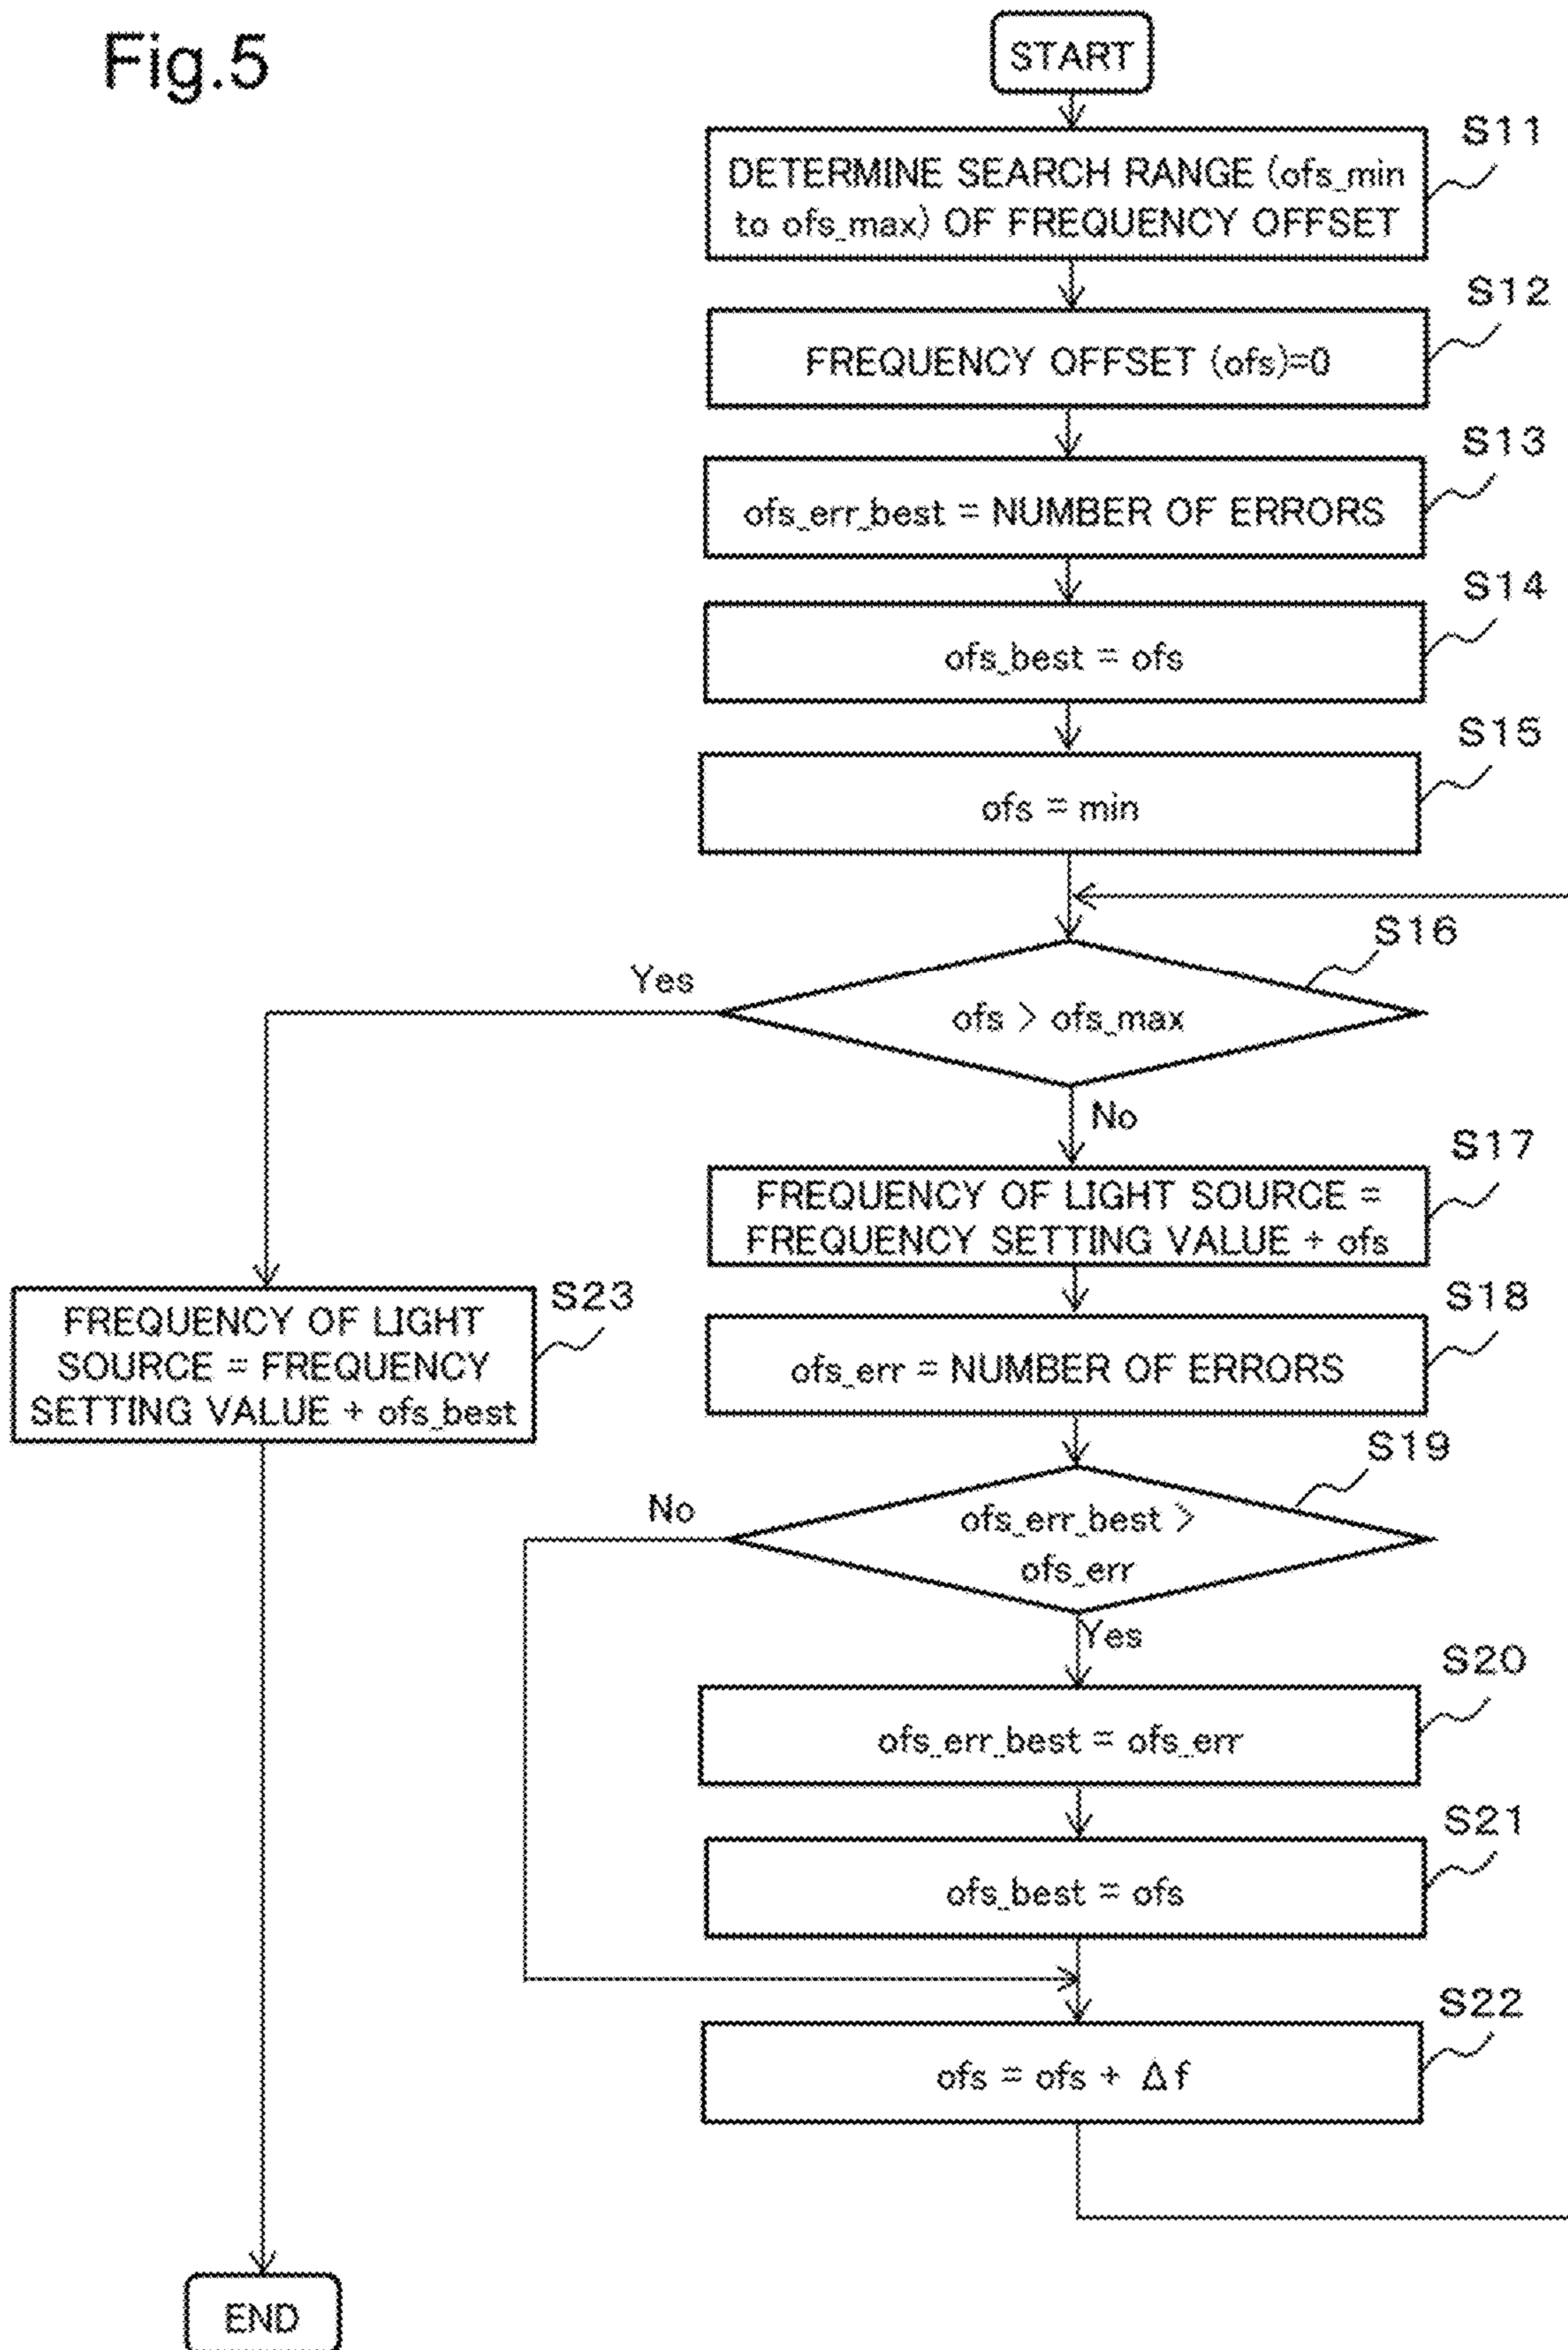 Fig.5
START
S11
DETERMINE SEARCH RANGE (ofs_min
to ofs_max) OF FREQUENCY OFFSET
S12
FREQUENCY OFFSET (ofs)=0
S13
ofs_err_best = NUMBER OF ERRORS
S14
ofs_best = ofs
S15
ofs = min
S16
Yes
ofs > ofs_max
No
S17
FREQUENCY OF LIGHT SOURCE =
FREQUENCY SETTING VALUE + ofs
S23
FREQUENCY OF LIGHT
SOURCE = FREQUENCY
SETTING VALUE + ofs_best
S18
ofs_err = NUMBER OF ERRORS
S19
No
ofs_err_best >
ofs_err
Yes
S20
ofs_err_best = ofs_err
S21
ofs_best = ofs
S22
ofs = ofs + Δf
END